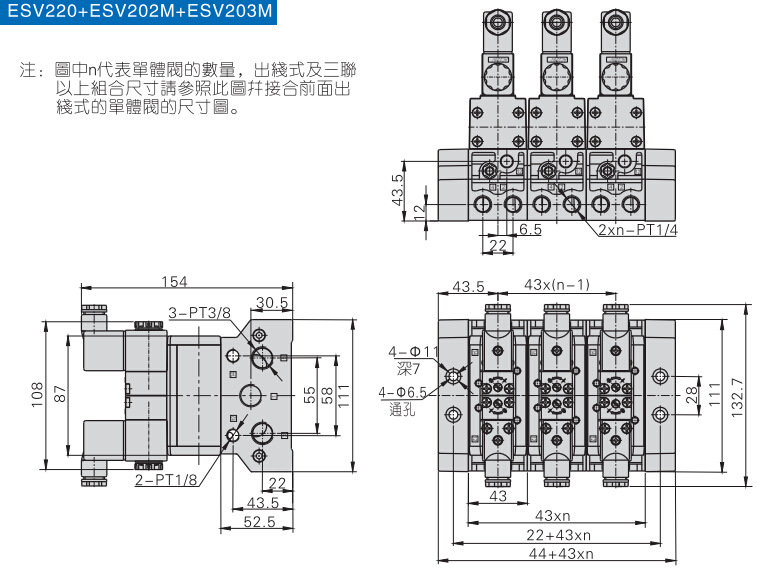 ESV220+ESV202M+ESV203M
注：圖中n代表單體閥的數量，出綫式及三聯
以上組合尺寸請參照此圖幷接合前面出
綫式的單體閥的尺寸圖。
43.5
12
6.5
22
2xn-PT1/4
154
30.5
3-PT3/8
108
87
55
58
111
2-PT1/8
22
43.5
52.5
43.5
43x(n-1)
4-Φ11
深7
4-Φ6.5
通孔
28
111
132.7
43
43xn
22+43xn
44+43xn